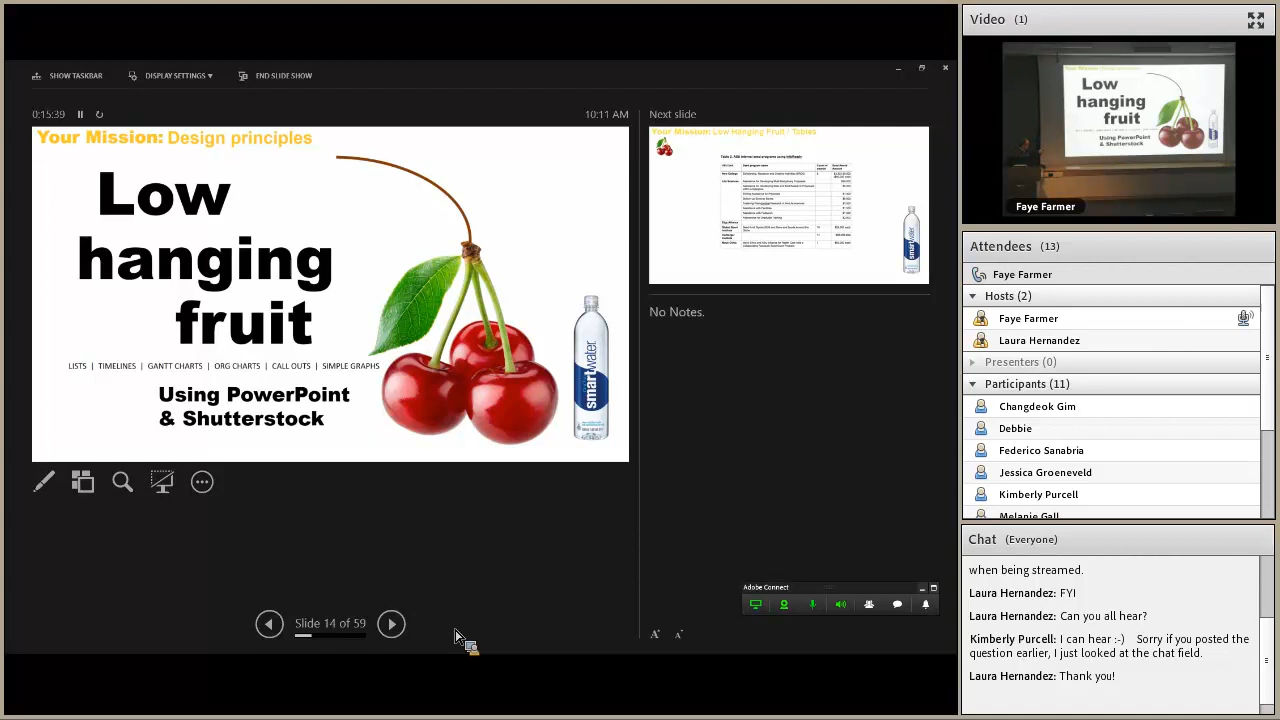 SHOW TASKBAR
DISPLAY SETTINGS ▾
END SLIDE SHOW
0:15:39
10:11 AM
Your Mission: Design principles
Low
hanging
fruit
LISTS | TIMELINES | GANTT CHARTS | ORG CHARTS | CALL OUTS | SIMPLE GRAPHS
Using PowerPoint
& Shutterstock
smartwater
Slide 14 of 59
Next slide
Your Mission: Low Hanging Fruit / Tables
smartwater
No Notes.
Adobe Connect
A A
Video (1)
Low
hanging
fruit
Using PowerPoint
& Shutterstock
Faye Farmer
Attendees (13)
Faye Farmer
Hosts (2)
Faye Farmer
Laura Hernandez
Presenters (0)
Participants (11)
Changeok Gim
Debbie
Federico Sanabria
Jessica Groeneveld
Kimberly Purcell
Melanie Gall
Chat (Everyone)
when being streamed.
Laura Hernandez: FYI
Laura Hernandez: Can you all hear?
Kimberly Purcell: I can hear :-) Sorry if you posted the
question earlier, I just looked at the chat field.
Laura Hernandez: Thank you!